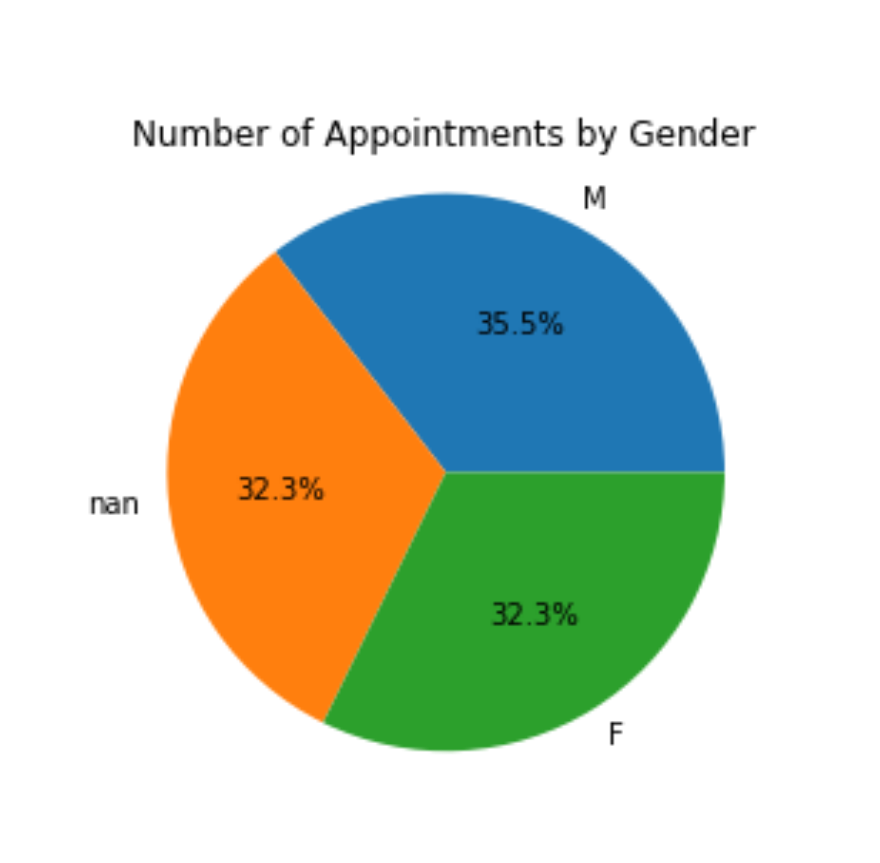 Number of Appointments by Gender
M
35.5%
32.3%
nan
32.3%
F